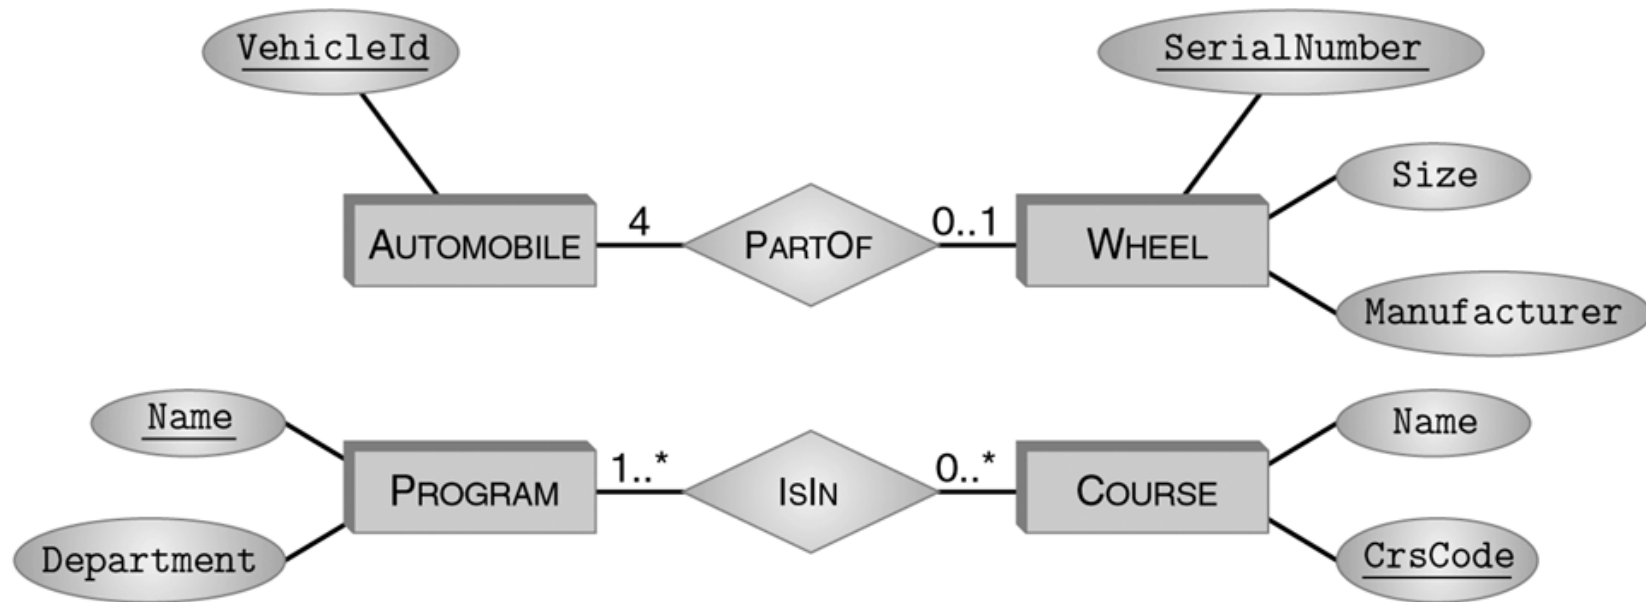 VehicleId
SerialNumber
Size
AUTOMOBILE 4 PARTOF 0..1 WHEEL
Manufacturer
Name
Name
PROGRAM 1..* ISIN 0..* COURSE
Department
CrsCode